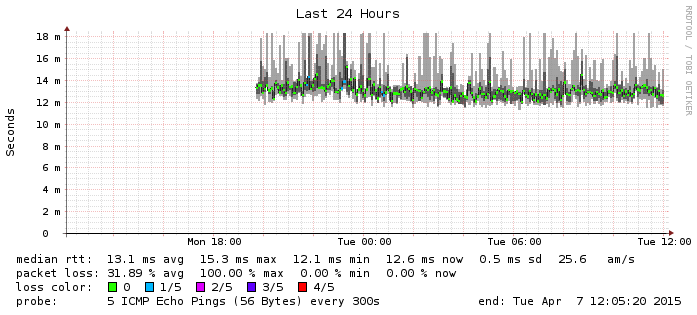 Last 24 Hours
RRDTOOL / TOBI OETIKER
Seconds
18 m
16 m
14 m
12 m
10 m
8 m
6 m
4 m
2 m
0
Mon 18:00 Tue 00:00 Tue 06:00 Tue 12:00
median rtt: 13.1 ms avg 15.3 ms max 12.1 ms min 12.6 ms now 0.5 ms sd 25.6 am/s
packet loss: 31.89 % avg 100.00 % max 0.00 % min 0.00 % now
loss color: 0 1/5 2/5 3/5 4/5
probe: 5 ICMP Echo Pings (56 Bytes) every 300s end: Tue Apr 7 12:05:20 2015